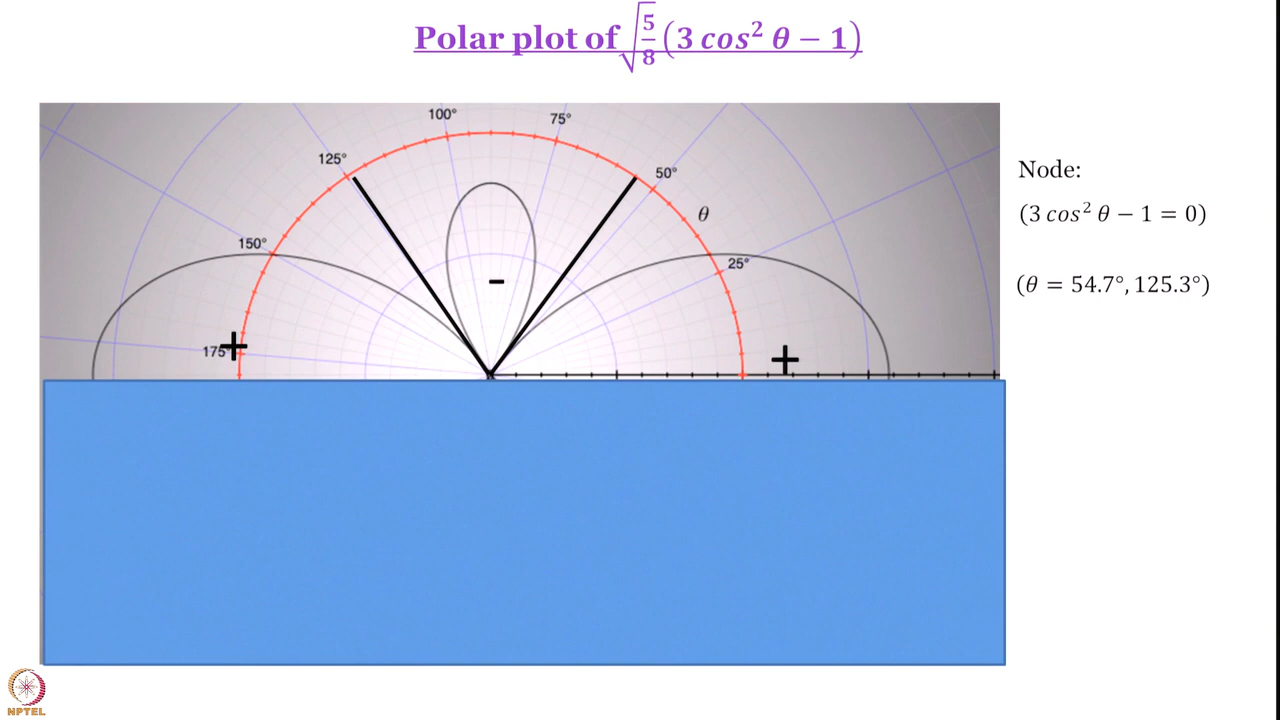 Polar plot of √5/8 (3 cos² θ − 1)
100°
75°
125°
50°
θ
150°
25°
175°
−
+
+
Node:
(3 cos² θ − 1 = 0)
(θ = 54.7°, 125.3°)
NPTEL